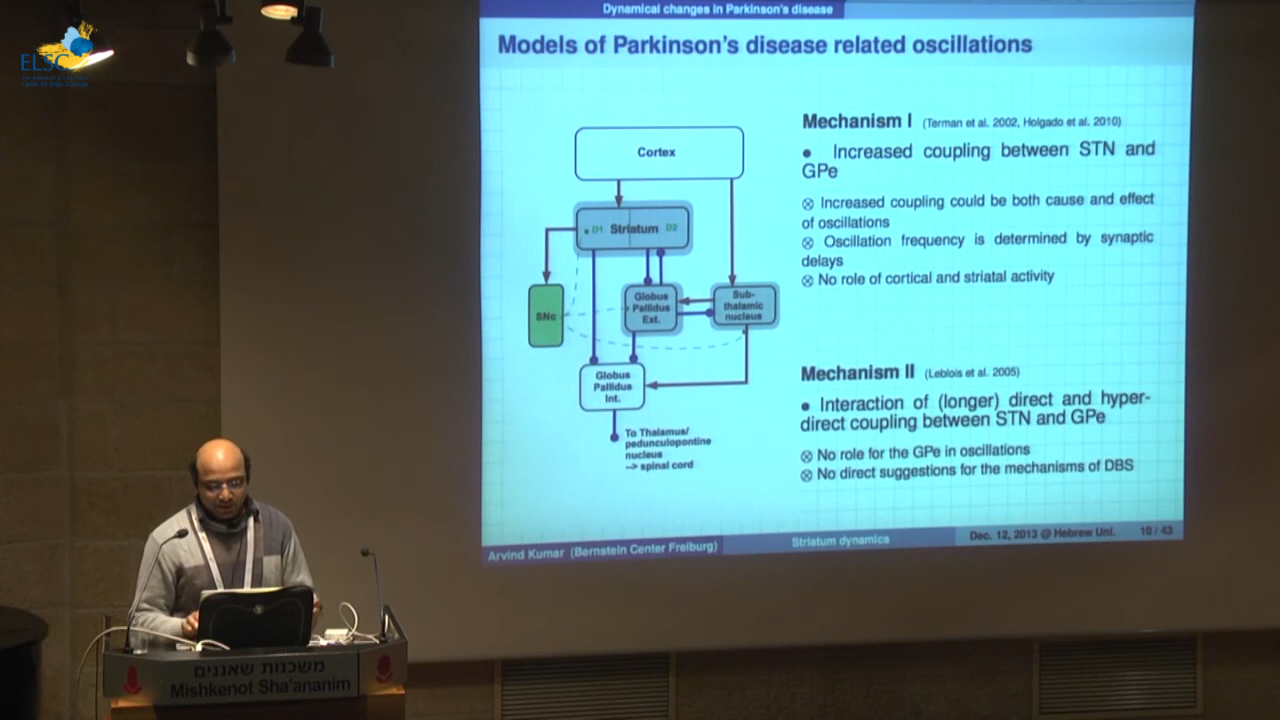 ELSC
Dynamical changes in Parkinson's disease
Models of Parkinson's disease related oscillations
Cortex
D1 Striatum D2
SNc
Globus
Pallidus
Ext.
Sub-
thalamic
nucleus
Globus
Pallidus
Int.
To Thalamus/
pedunculopontine
nucleus
--> spinal cord
Mechanism I (Terman et al. 2002, Holgado et al. 2010)
● Increased coupling between STN and
GPe
⊗ Increased coupling could be both cause and effect
of oscillations
⊗ Oscillation frequency is determined by synaptic
delays
⊗ No role of cortical and striatal activity
Mechanism II (Leblois et al. 2005)
● Interaction of (longer) direct and hyper-
direct coupling between STN and GPe
⊗ No role for the GPe in oscillations
⊗ No direct suggestions for the mechanisms of DBS
Arvind Kumar (Bernstein Center Freiburg)
Striatum dynamics
Dec. 12, 2013 @ Hebrew Uni. 10 / 43
משכנות שאננים
Mishkenot Sha'ananim